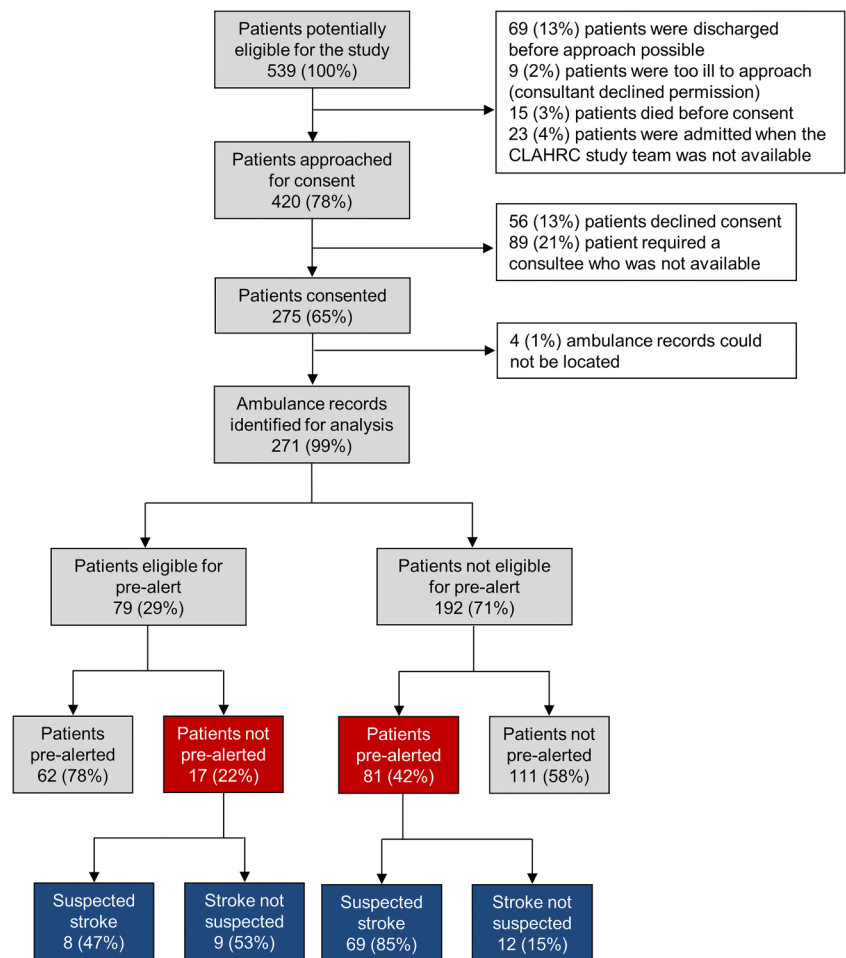 Patients potentially
eligible for the study
539 (100%)
69 (13%) patients were discharged
before approach possible
9 (2%) patients were too ill to approach
(consultant declined permission)
15 (3%) patients died before consent
23 (4%) patients were admitted when the
CLAHRC study team was not available
Patients approached
for consent
420 (78%)
56 (13%) patients declined consent
89 (21%) patient required a
consultee who was not available
Patients consented
275 (65%)
4 (1%) ambulance records could
not be located
Ambulance records
identified for analysis
271 (99%)
Patients eligible for
pre-alert
79 (29%)
Patients not eligible
for pre-alert
192 (71%)
Patients
pre-alerted
62 (78%)
Patients not
pre-alerted
17 (22%)
Patients
pre-alerted
81 (42%)
Patients not
pre-alerted
111 (58%)
Suspected
stroke
8 (47%)
Stroke not
suspected
9 (53%)
Suspected
stroke
69 (85%)
Stroke not
suspected
12 (15%)